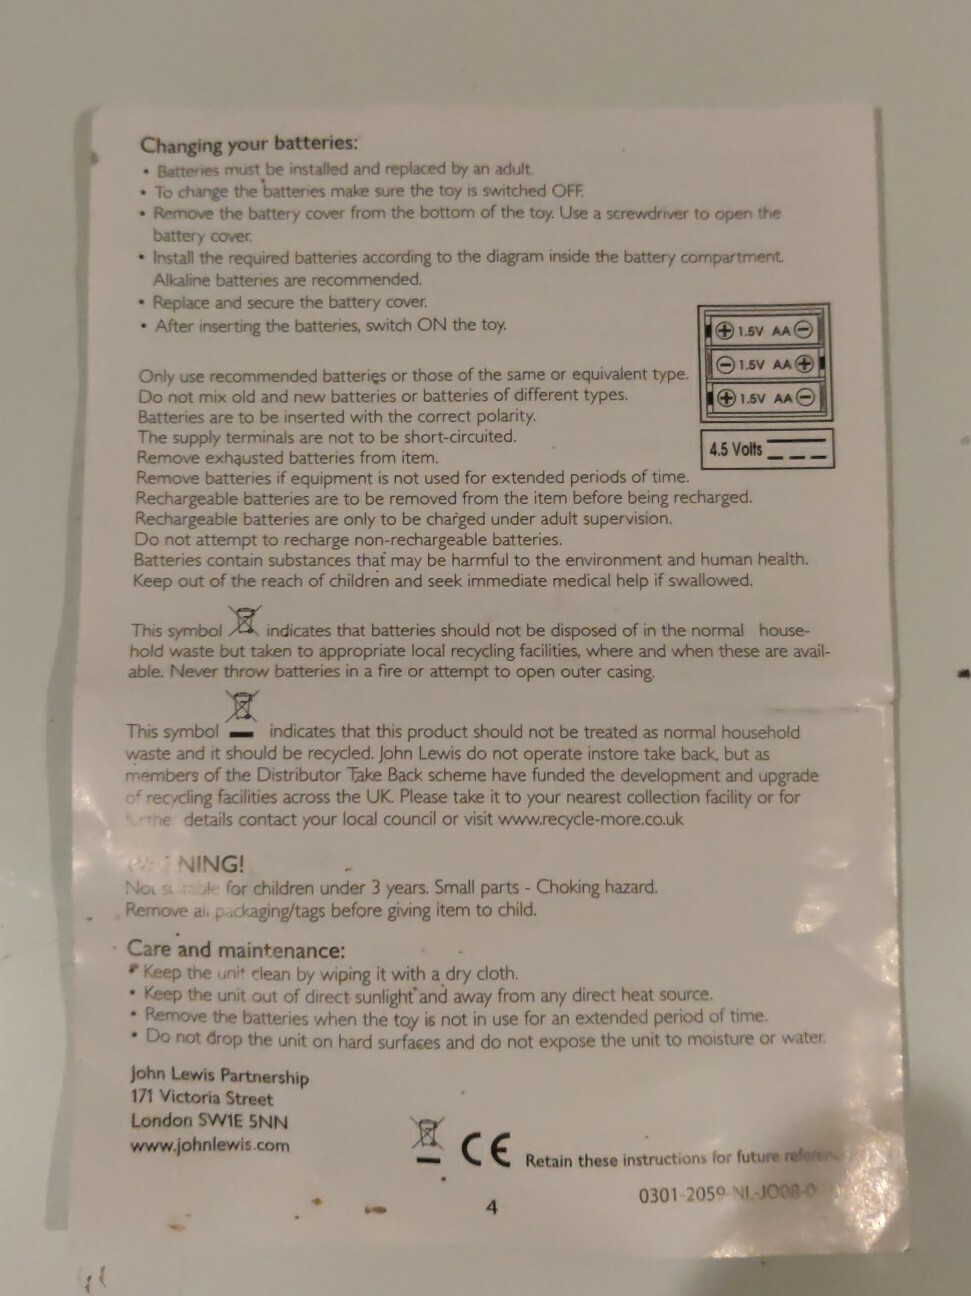 Changing your batteries:
• Batteries must be installed and replaced by an adult.
• To change the batteries make sure the toy is switched OFF.
• Remove the battery cover from the bottom of the toy. Use a screwdriver to open the
battery cover.
• Install the required batteries according to the diagram inside the battery compartment.
Alkaline batteries are recommended.
• Replace and secure the battery cover.
• After inserting the batteries, switch ON the toy.
+ 1.5V AA -
- 1.5V AA +
+ 1.5V AA -
4.5 Volts
Only use recommended batteries or those of the same or equivalent type.
Do not mix old and new batteries or batteries of different types.
Batteries are to be inserted with the correct polarity.
The supply terminals are not to be short-circuited.
Remove exhausted batteries from item.
Remove batteries if equipment is not used for extended periods of time.
Rechargeable batteries are to be removed from the item before being recharged.
Rechargeable batteries are only to be charged under adult supervision.
Do not attempt to recharge non-rechargeable batteries.
Batteries contain substances that may be harmful to the environment and human health.
Keep out of the reach of children and seek immediate medical help if swallowed.
This symbol indicates that batteries should not be disposed of in the normal house-
hold waste but taken to appropriate local recycling facilities, where and when these are avail-
able. Never throw batteries in a fire or attempt to open outer casing.
This symbol indicates that this product should not be treated as normal household
waste and it should be recycled. John Lewis do not operate instore take back, but as
members of the Distributor Take Back scheme have funded the development and upgrade
of recycling facilities across the UK. Please take it to your nearest collection facility or for
details contact your local council or visit www.recycle-more.co.uk
WARNING!
Not suitable for children under 3 years. Small parts - Choking hazard.
Remove all packaging/tags before giving item to child.
Care and maintenance:
• Keep the unit clean by wiping it with a dry cloth.
• Keep the unit out of direct sunlight and away from any direct heat source.
• Remove the batteries when the toy is not in use for an extended period of time.
• Do not drop the unit on hard surfaces and do not expose the unit to moisture or water.
John Lewis Partnership
171 Victoria Street
London SW1E 5NN
www.johnlewis.com
CE
Retain these instructions for future reference
0301-2059
4